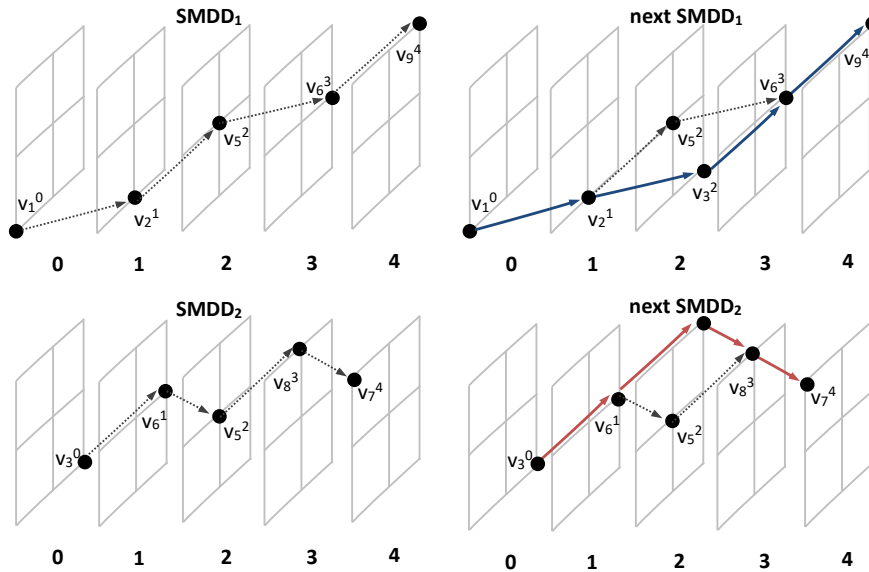 SMDD₁
v₁⁰
v₂¹
v₅²
v₆³
v₉⁴
0 1 2 3 4
next SMDD₁
v₁⁰
v₂¹
v₅²
v₃²
v₆³
v₉⁴
0 1 2 3 4
SMDD₂
v₃⁰
v₆¹
v₅²
v₈³
v₇⁴
0 1 2 3 4
next SMDD₂
v₃⁰
v₆¹
v₅²
v₈³
v₇⁴
0 1 2 3 4